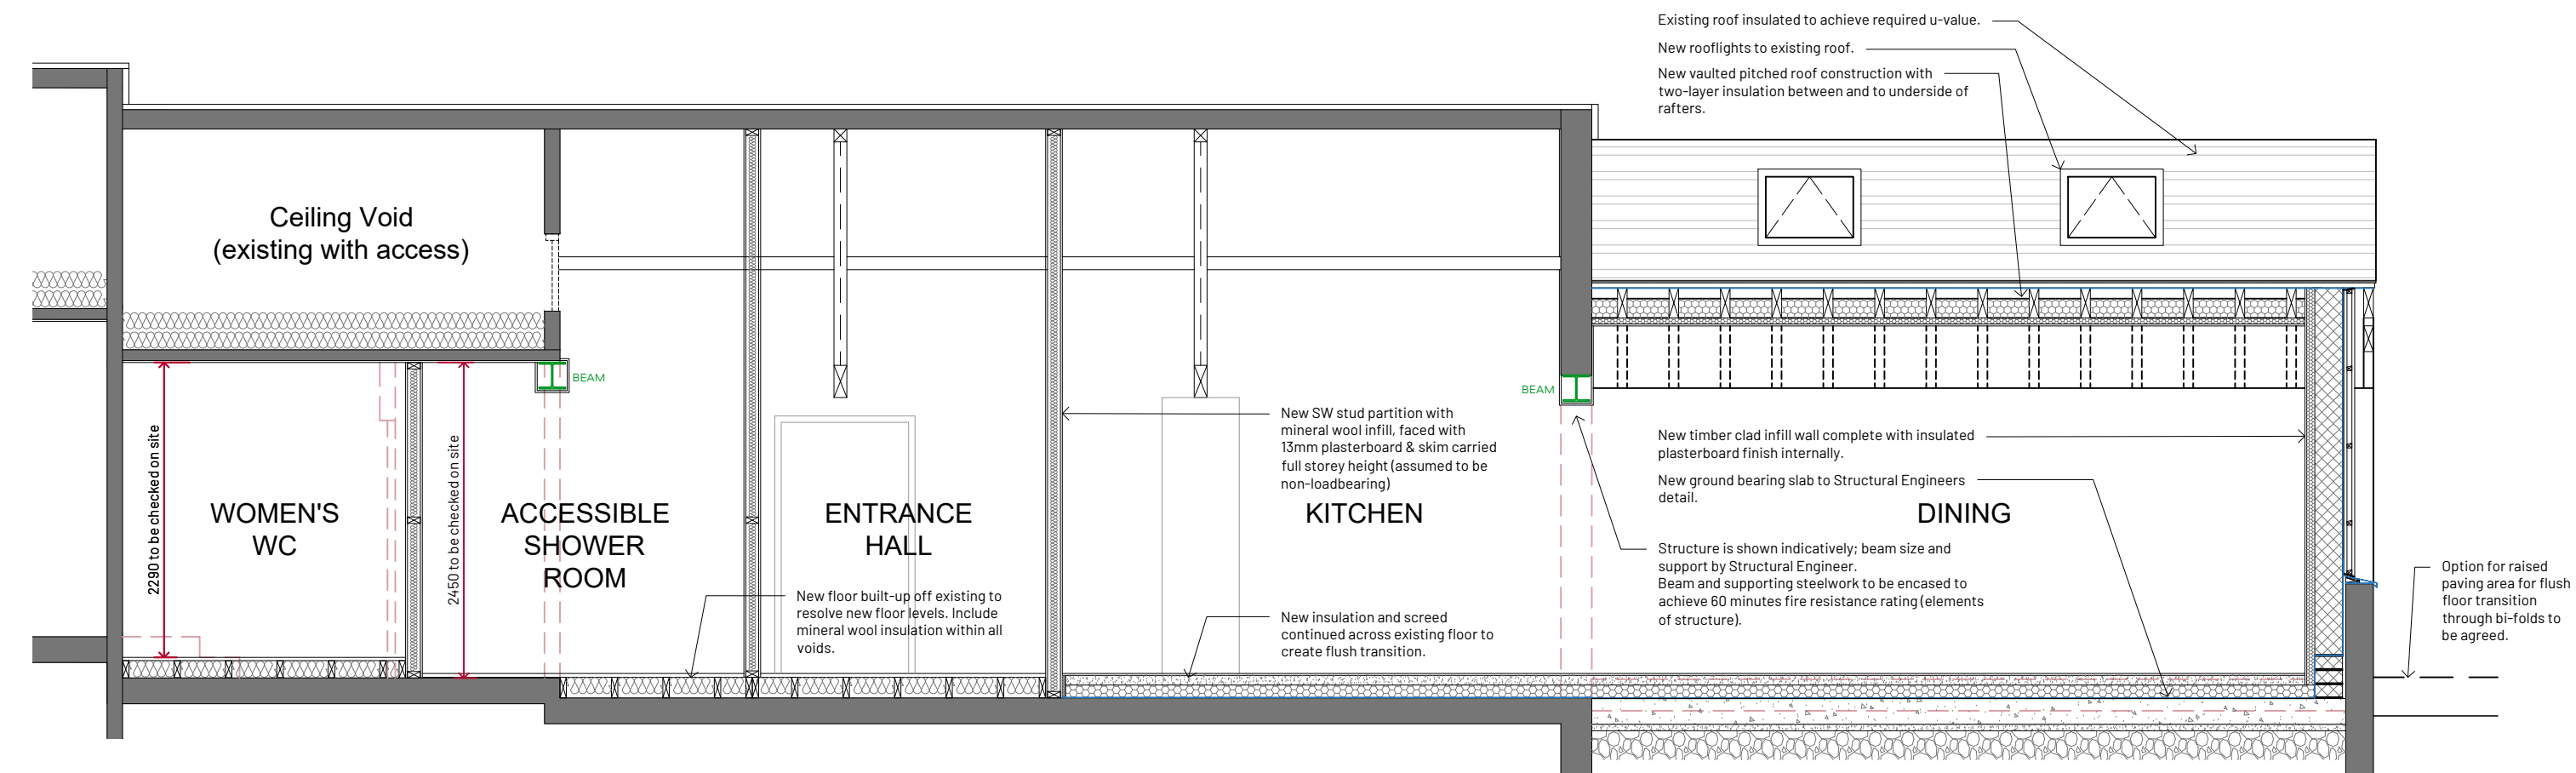 Existing roof insulated to achieve required u-value.
New rooflights to existing roof.
New vaulted pitched roof construction with
two-layer insulation between and to underside of
rafters.
Ceiling Void
(existing with access)
BEAM
BEAM
2290 to be checked on site
2450 to be checked on site
WOMEN'S
WC
ACCESSIBLE
SHOWER
ROOM
ENTRANCE
HALL
New floor built-up off existing to
resolve new floor levels. Include
mineral wool insulation within all
voids.
New SW stud partition with
mineral wool infill, faced with
13mm plasterboard & skim carried
full storey height (assumed to be
non-loadbearing)
KITCHEN
New insulation and screed
continued across existing floor to
create flush transition.
New timber clad infill wall complete with insulated
plasterboard finish internally.
New ground bearing slab to Structural Engineers
detail.
DINING
Structure is shown indicatively; beam size and
support by Structural Engineer.
Beam and supporting steelwork to be encased to
achieve 60 minutes fire resistance rating (elements
of structure).
Option for raised
paving area for flush
floor transition
through bi-folds to
be agreed.